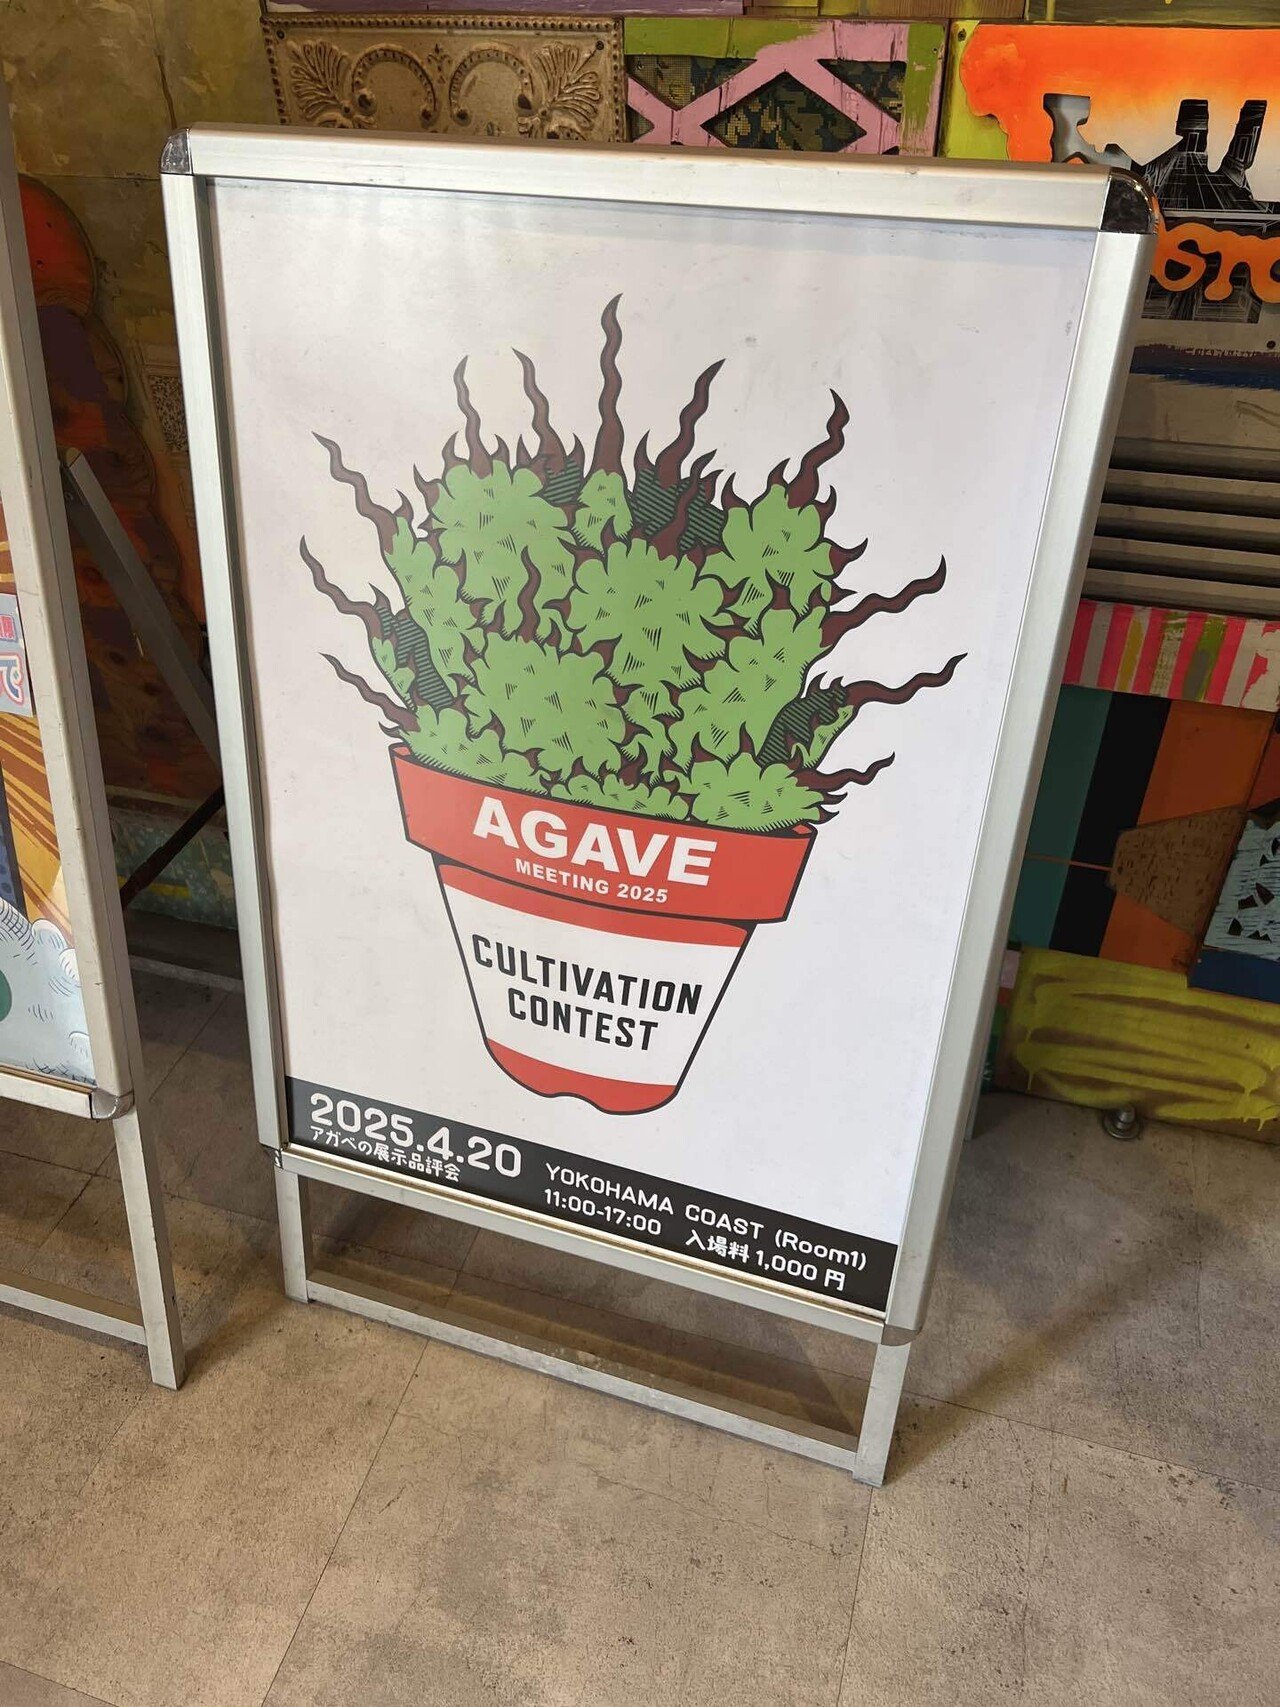 AGAVE
MEETING 2025
CULTIVATION
CONTEST
2025.4.20
アガベの展示品評会
YOKOHAMA COAST (Room1)
11:00-17:00 入場料 1,000 円